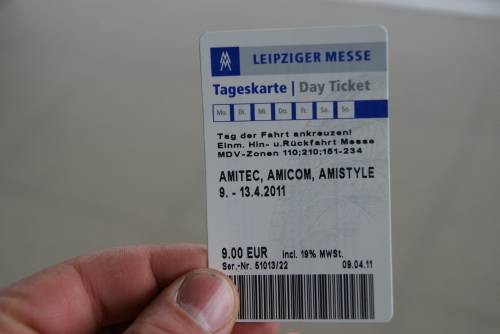 LEIPZIGER MESSE
Tageskarte | Day Ticket
Mo. Di. Mi. Do. Fr. Sa. So.
Tag der Fahrt ankreuzen!
Einm. Hin- u.Rückfahrt Messe
MDV-Zonen 110;210;151-234
AMITEC, AMICOM, AMISTYLE
9. - 13.4.2011
9.00 EUR incl. 19% MWSt.
Ser.-Nr. 51013/22 09.04.11